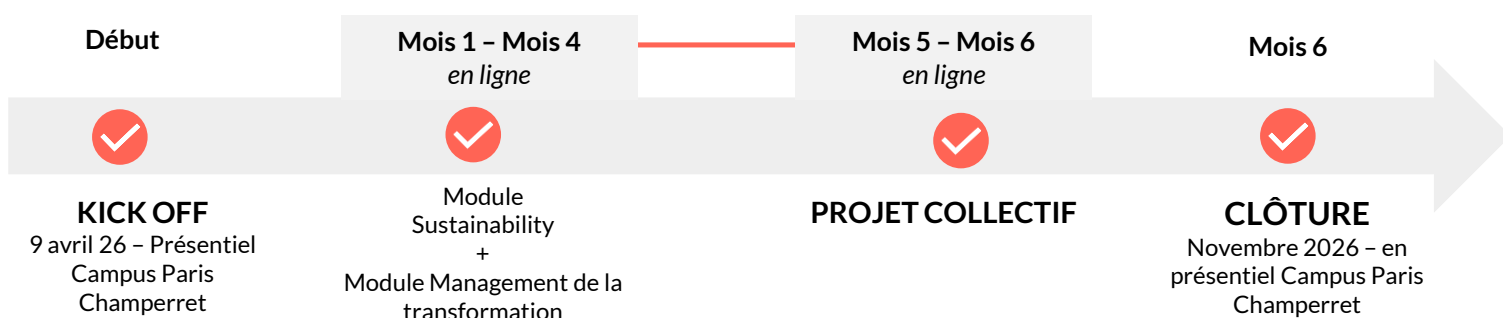 Début
KICK OFF
9 avril 26 – Présentiel
Campus Paris
Champerret
Mois 1 – Mois 4
en ligne
Module
Sustainability
+
Module Management de la
transformation
Mois 5 – Mois 6
en ligne
PROJET COLLECTIF
Mois 6
CLÔTURE
Novembre 2026 – en
présentiel Campus Paris
Champerret